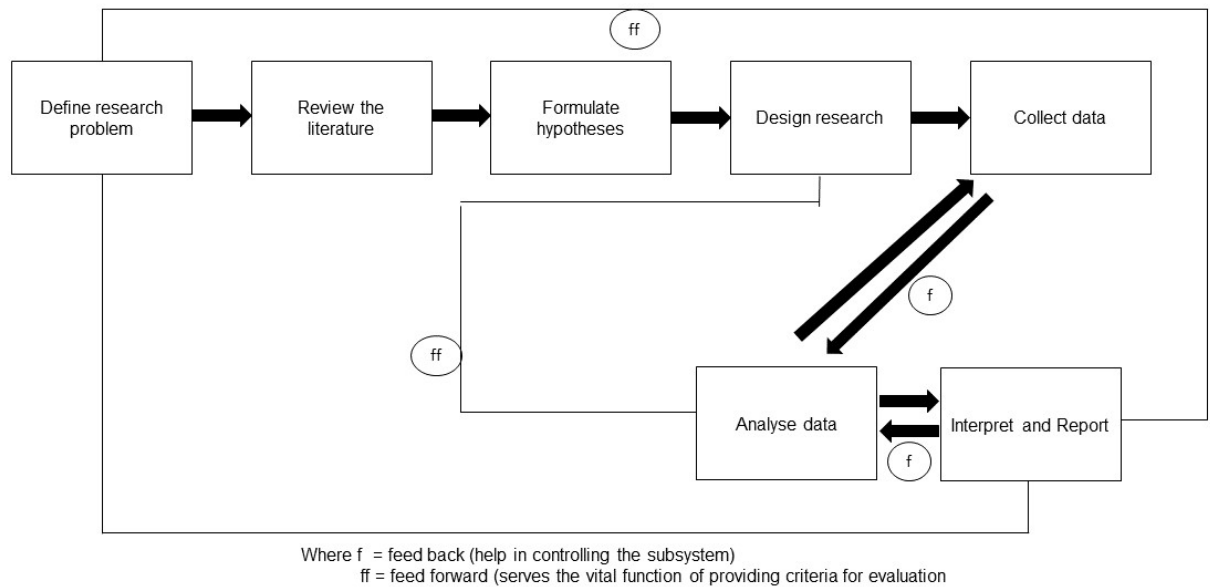 ff
Define research
problem
Review the
literature
Formulate
hypotheses
Design research
Collect data
f
ff
Analyse data
Interpret and Report
f
Where f = feed back (help in controlling the subsystem)
ff = feed forward (serves the vital function of providing criteria for evaluation